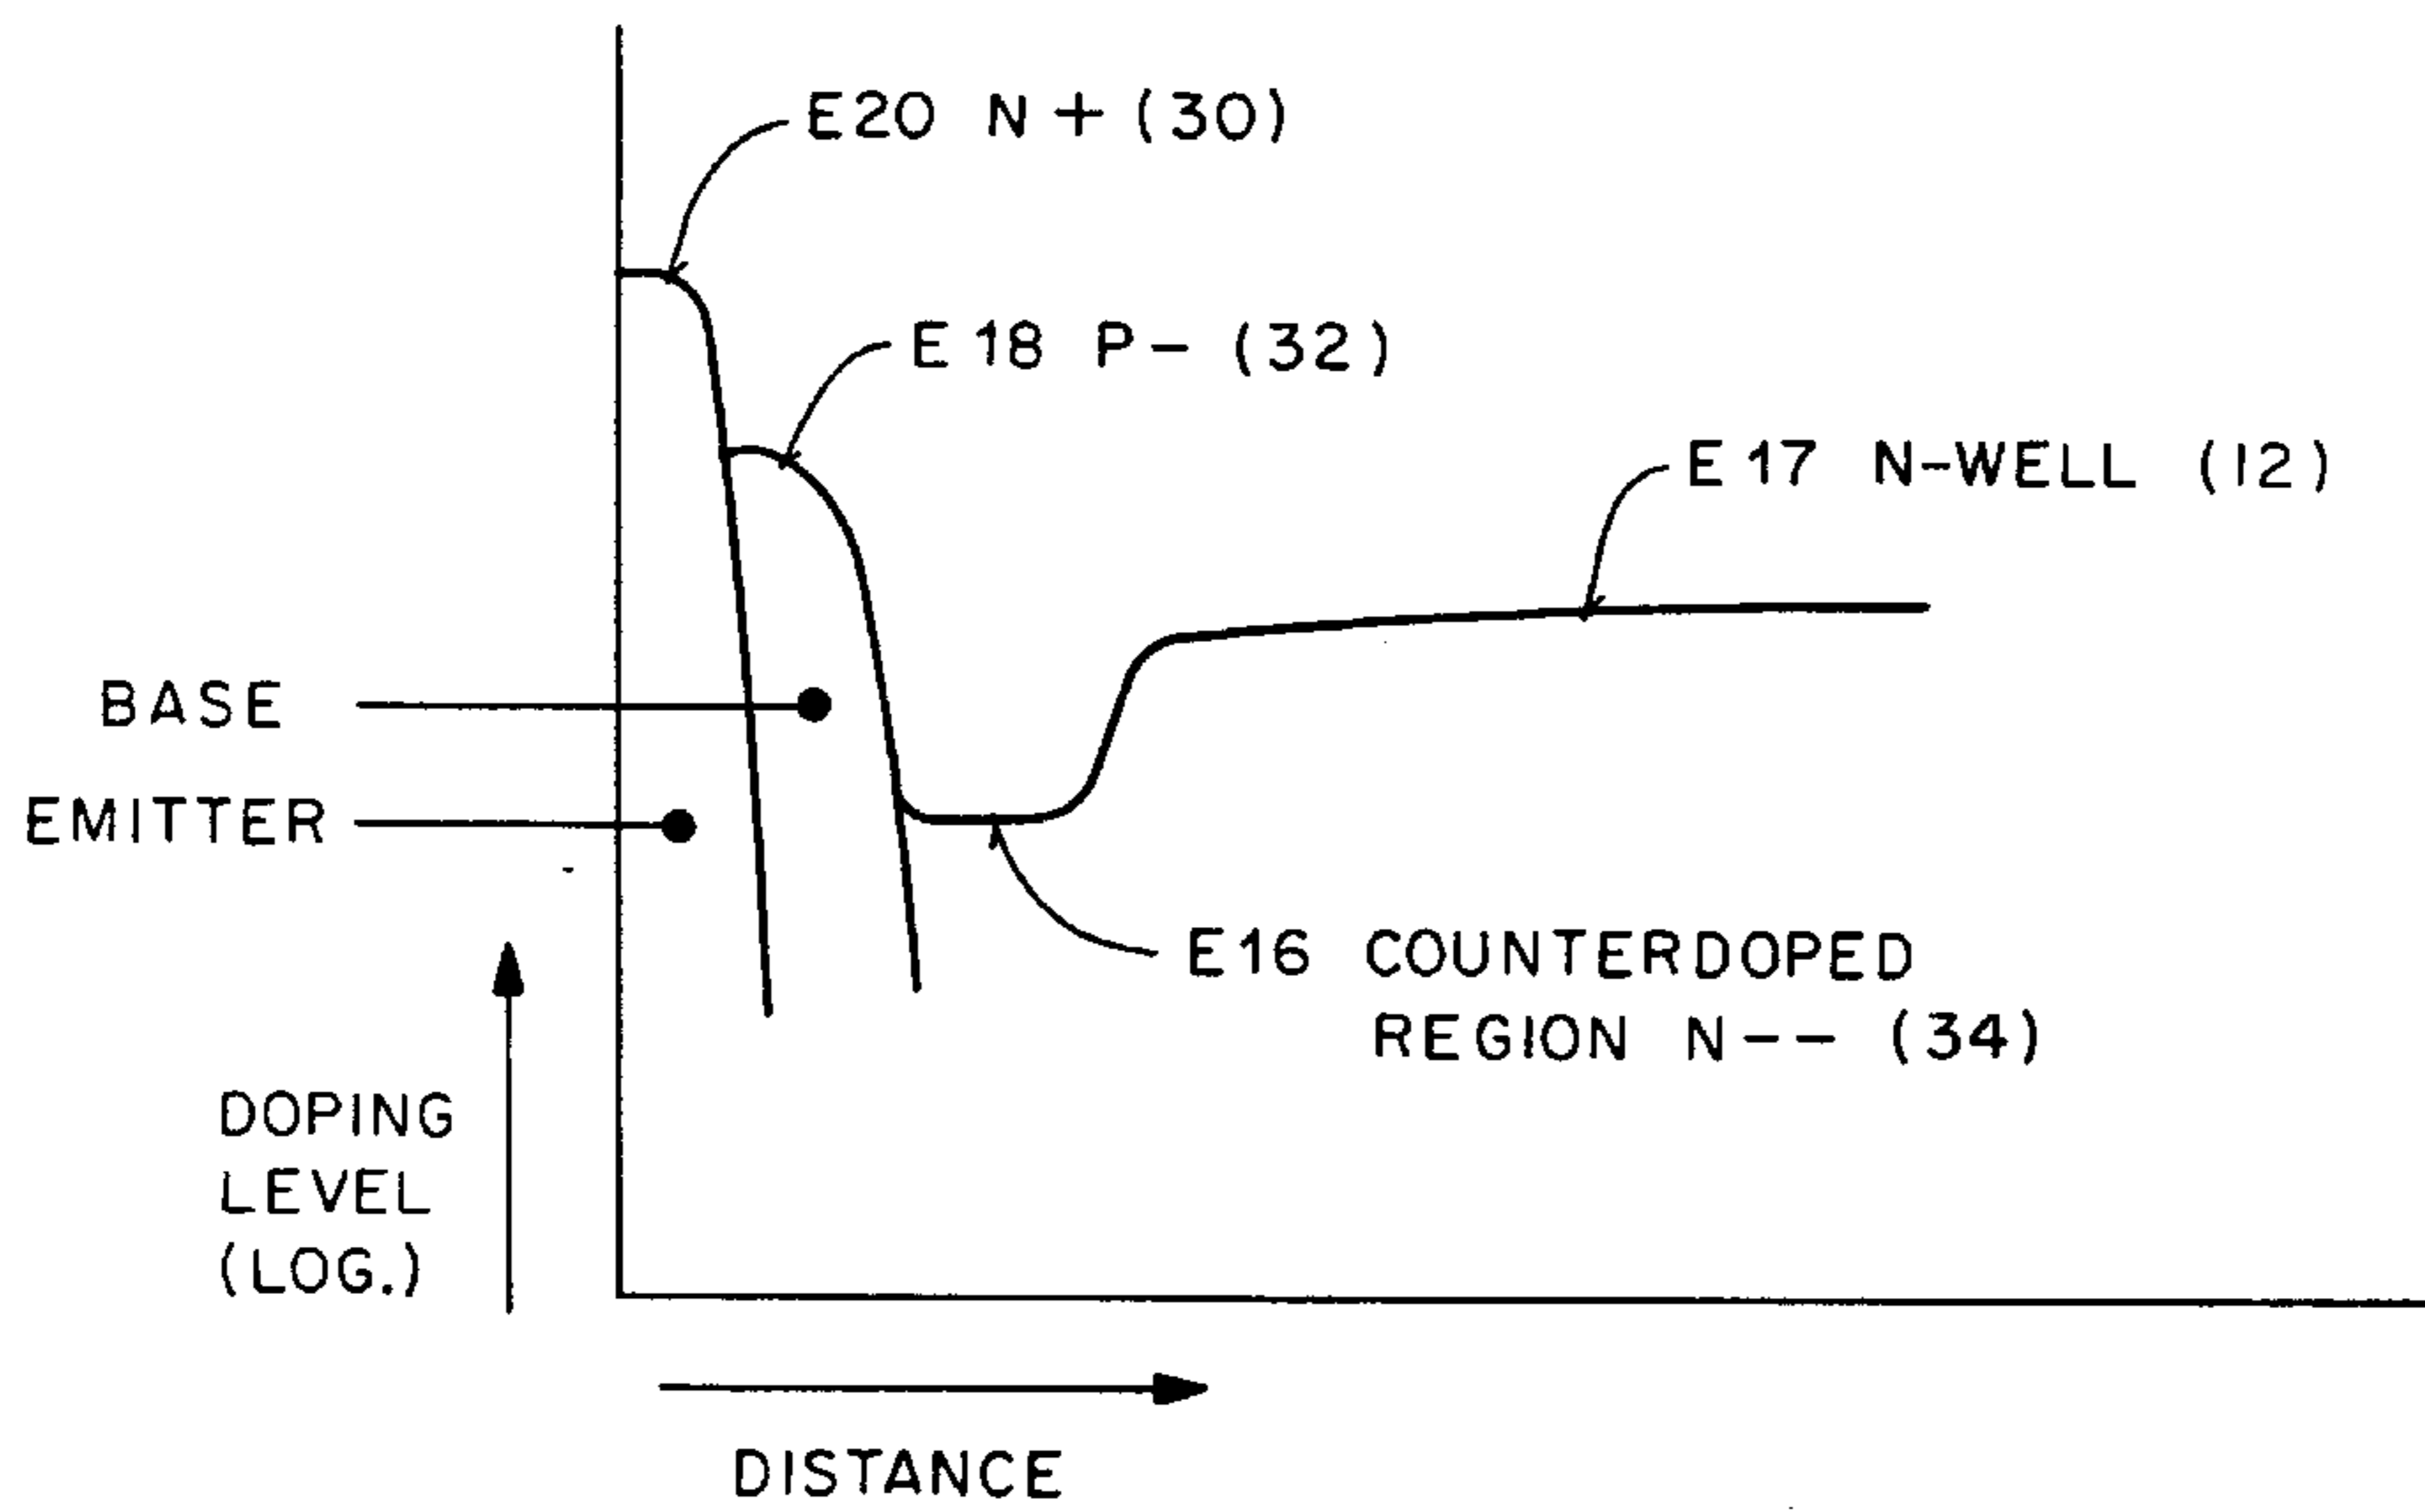 E20 N+ (30)
E18 P- (32)
E17 N-WELL (12)
BASE
EMITTER
E16 COUNTERDOPED
REGION N-- (34)
DOPING
LEVEL
(LOG.)
DISTANCE